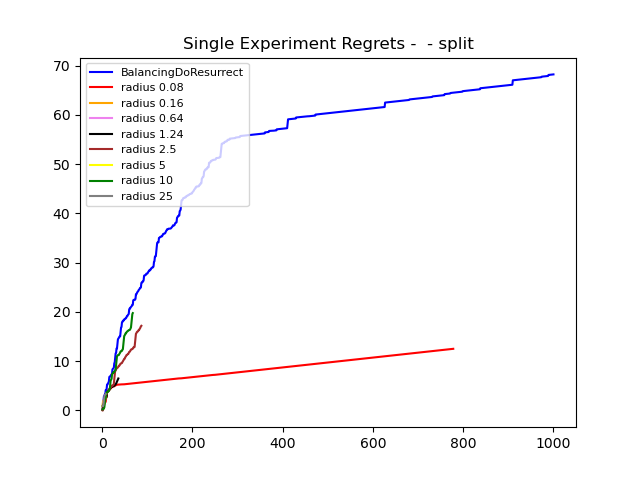 Single Experiment Regrets -  - split
BalancingDoResurrect
radius 0.08
radius 0.16
radius 0.64
radius 1.24
radius 2.5
radius 5
radius 10
radius 25
70
60
50
40
30
20
10
0
0 200 400 600 800 1000